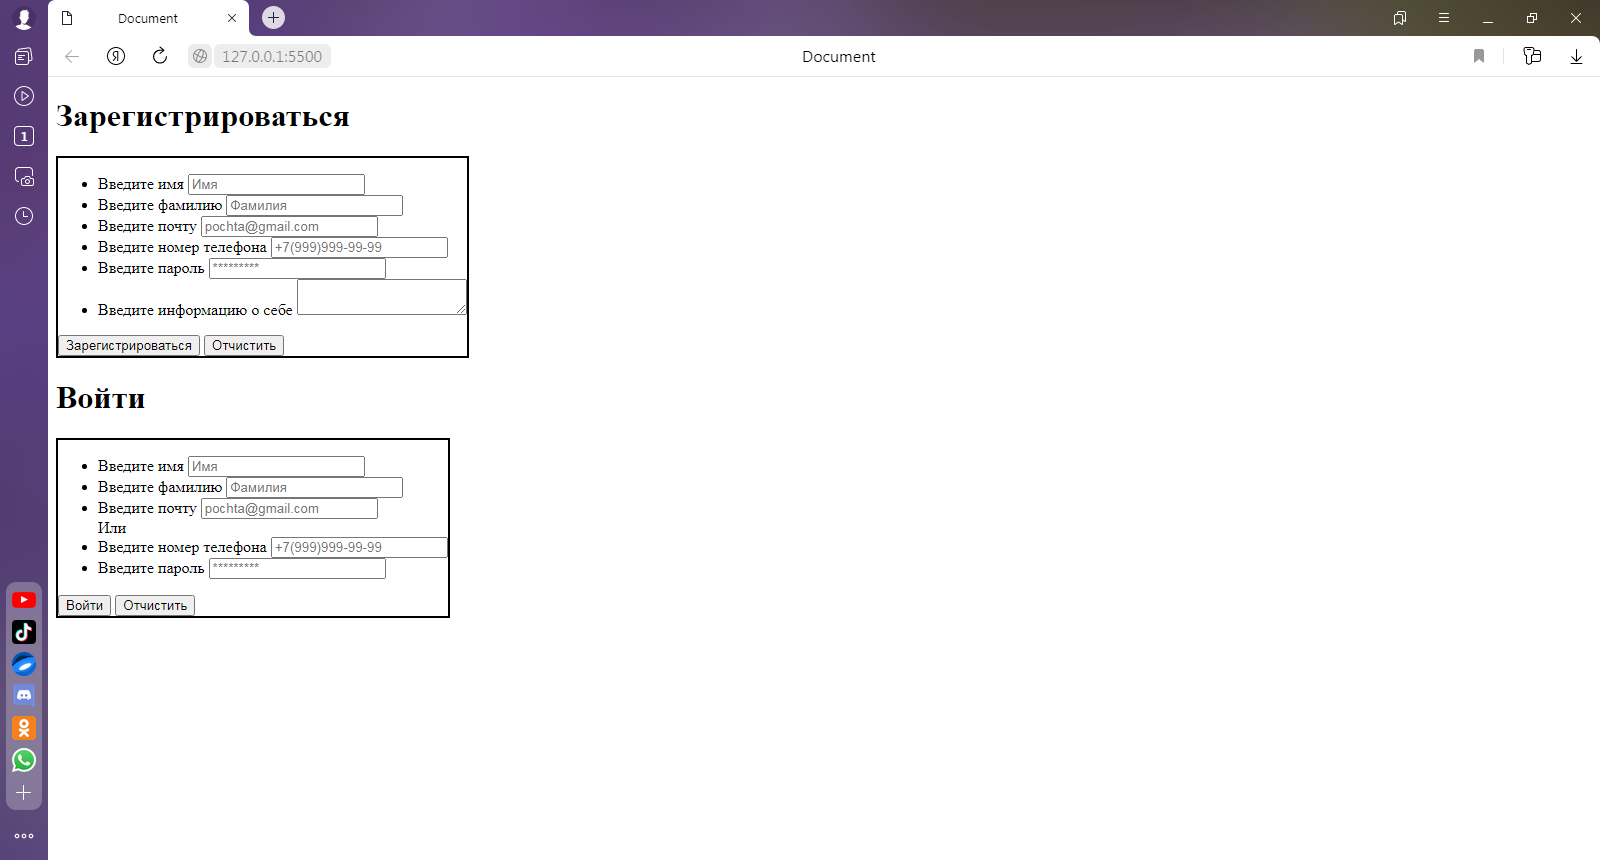 Document
127.0.0.1:5500
Document
1
Зарегистрироваться
Введите имя Имя
Введите фамилию Фамилия
Введите почту pochta@gmail.com
Введите номер телефона +7(999)999-99-99
Введите пароль *********
Введите информацию о себе
Зарегистрироваться Отчистить
Войти
Введите имя Имя
Введите фамилию Фамилия
Введите почту pochta@gmail.com
Или
Введите номер телефона +7(999)999-99-99
Введите пароль *********
Войти Отчистить